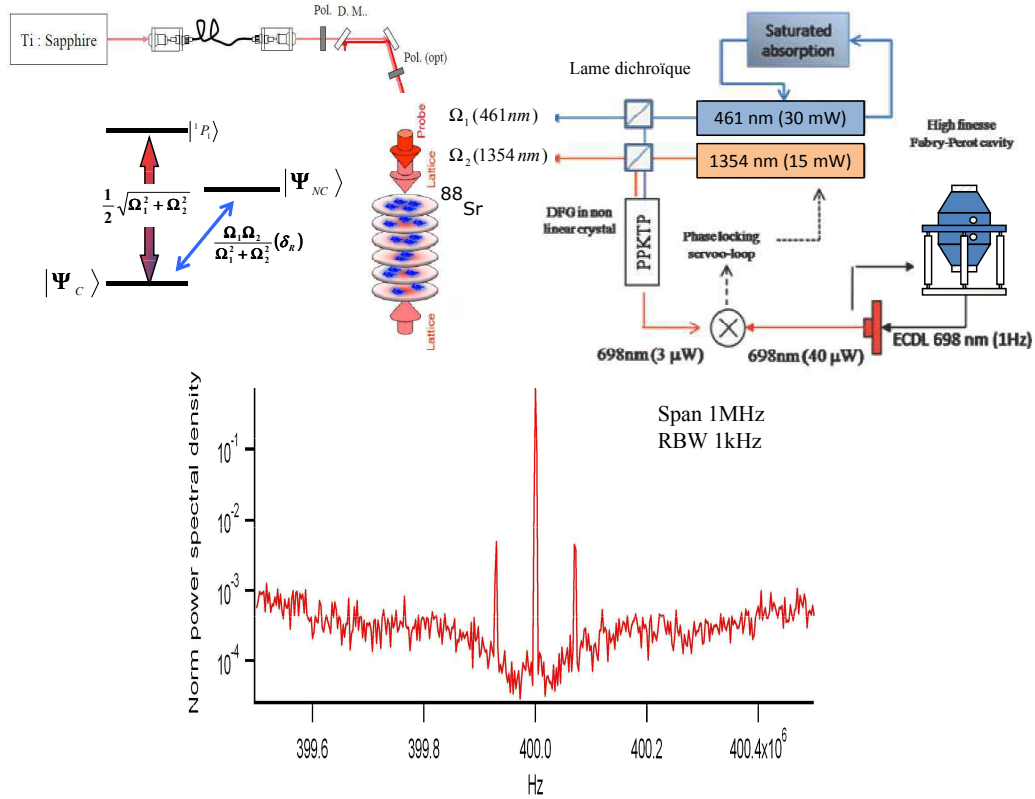 Pol. D. M..
Ti : Sapphire
Pol. (opt)
Saturated
absorption
Lame dichroïque
Ω₁ (461 nm)
461 nm (30 mW)
Ω₂ (1354 nm)
1354 nm (15 mW)
High finesse
Pabry-Perot cavity
Probe
Lattice
|¹P₁⟩
½√(Ω₁² + Ω₂²)
|Ψ_NC⟩
Ω₁Ω₂ / (Ω₁² + Ω₂²) (δ_R)
|Ψ_C⟩
⁸⁸Sr
Lattice
DFG in non
linear crystal
PPKTP
Phase locking
servoo-loop
698nm (3 µW)
698nm (40 µW)
ECDL 698 nm (1Hz)
Span 1MHz
RBW 1kHz
Norm power spectral density
10⁻¹
10⁻²
10⁻³
10⁻⁴
399.6
399.8
400.0
400.2
400.4x10⁶
Hz